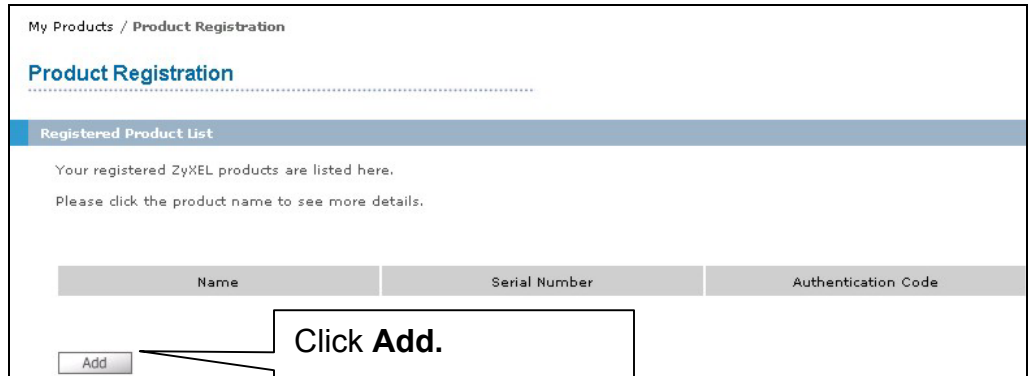 My Products / Product Registration
Product Registration
Registered Product List
Your registered ZyXEL products are listed here.
Please click the product name to see more details.
Name Serial Number Authentication Code
Click Add.
Add